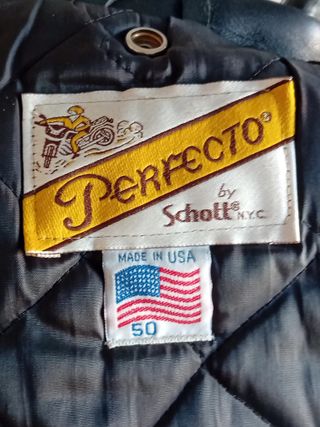 PERFECTO®
by
Schott® N.Y.C.
MADE IN USA
50